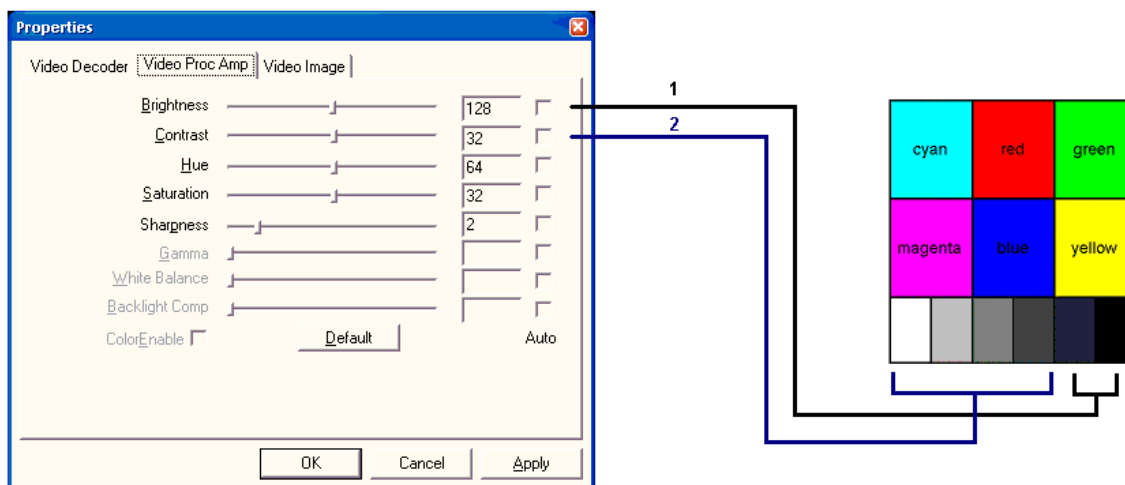 Properties
Video Decoder Video Proc Amp Video Image
Brightness 128
Contrast 32
Hue 64
Saturation 32
Sharpness 2
Gamma
White Balance
Backlight Comp
ColorEnable Default Auto
OK Cancel Apply
1
2
cyan red green
magenta blue yellow